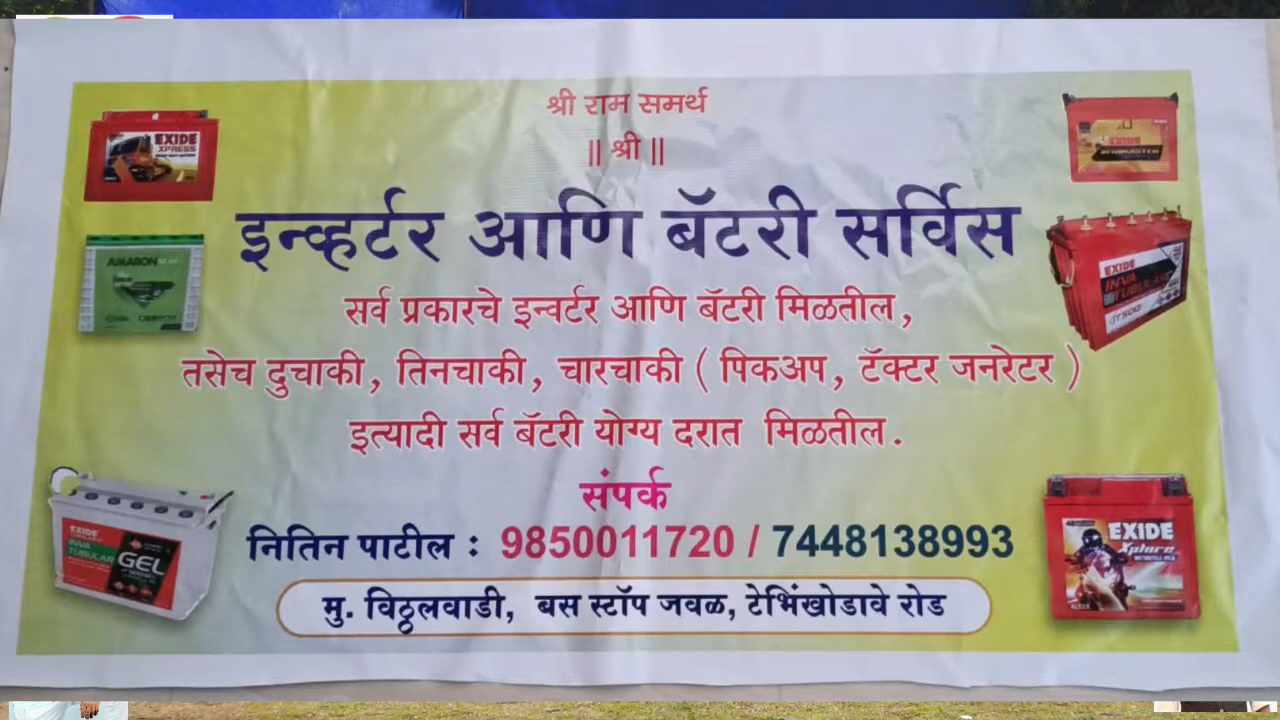 श्री राम समर्थ
|| श्री ||
इन्व्हर्टर आणि बॅटरी सर्विस
सर्व प्रकारचे इन्वर्टर आणि बॅटरी मिळतील,
तसेच दुचाकी, तिनचाकी, चारचाकी ( पिकअप, टॅक्टर जनरेटर )
इत्यादी सर्व बॅटरी योग्य दरात मिळतील.
संपर्क
नितिन पाटील : 9850011720 / 7448138993
मु. विठ्ठलवाडी, बस स्टॉप जवळ, टेभिंखोडावे रोड
EXIDE
XPRESS
AMARON
EXIDE
INVA
TUBULAR
GEL
EXIDE
EXIDE
INVA
TUBULAR
EXIDE
Xplore